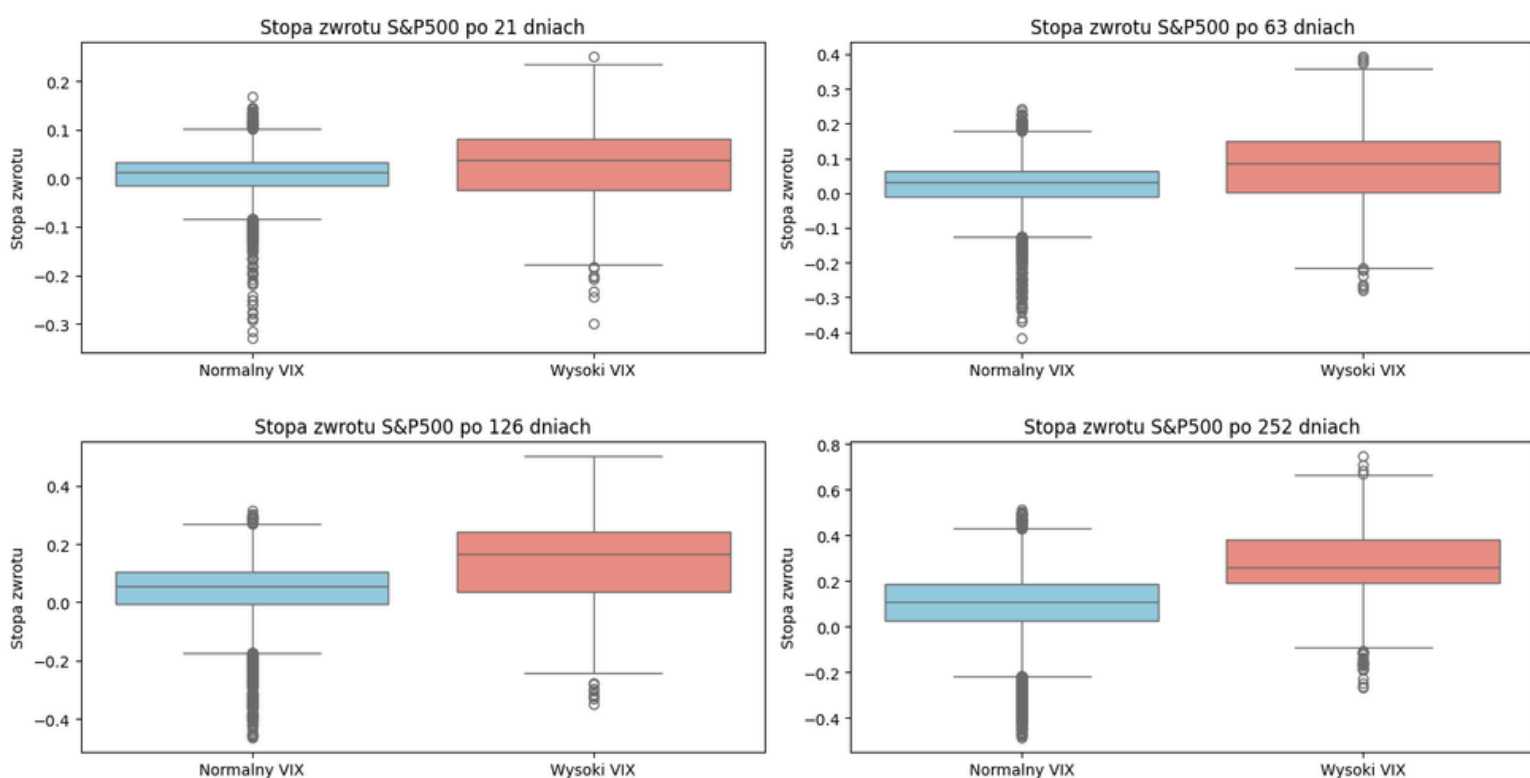 Stopa zwrotu S&P500 po 21 dniach
Stopa zwrotu
0.2
0.1
0.0
−0.1
−0.2
−0.3
Normalny VIX
Wysoki VIX
Stopa zwrotu S&P500 po 63 dniach
Stopa zwrotu
0.4
0.3
0.2
0.1
0.0
−0.1
−0.2
−0.3
−0.4
Normalny VIX
Wysoki VIX
Stopa zwrotu S&P500 po 126 dniach
Stopa zwrotu
0.4
0.2
0.0
−0.2
−0.4
Normalny VIX
Wysoki VIX
Stopa zwrotu S&P500 po 252 dniach
Stopa zwrotu
0.8
0.6
0.4
0.2
0.0
−0.2
−0.4
Normalny VIX
Wysoki VIX